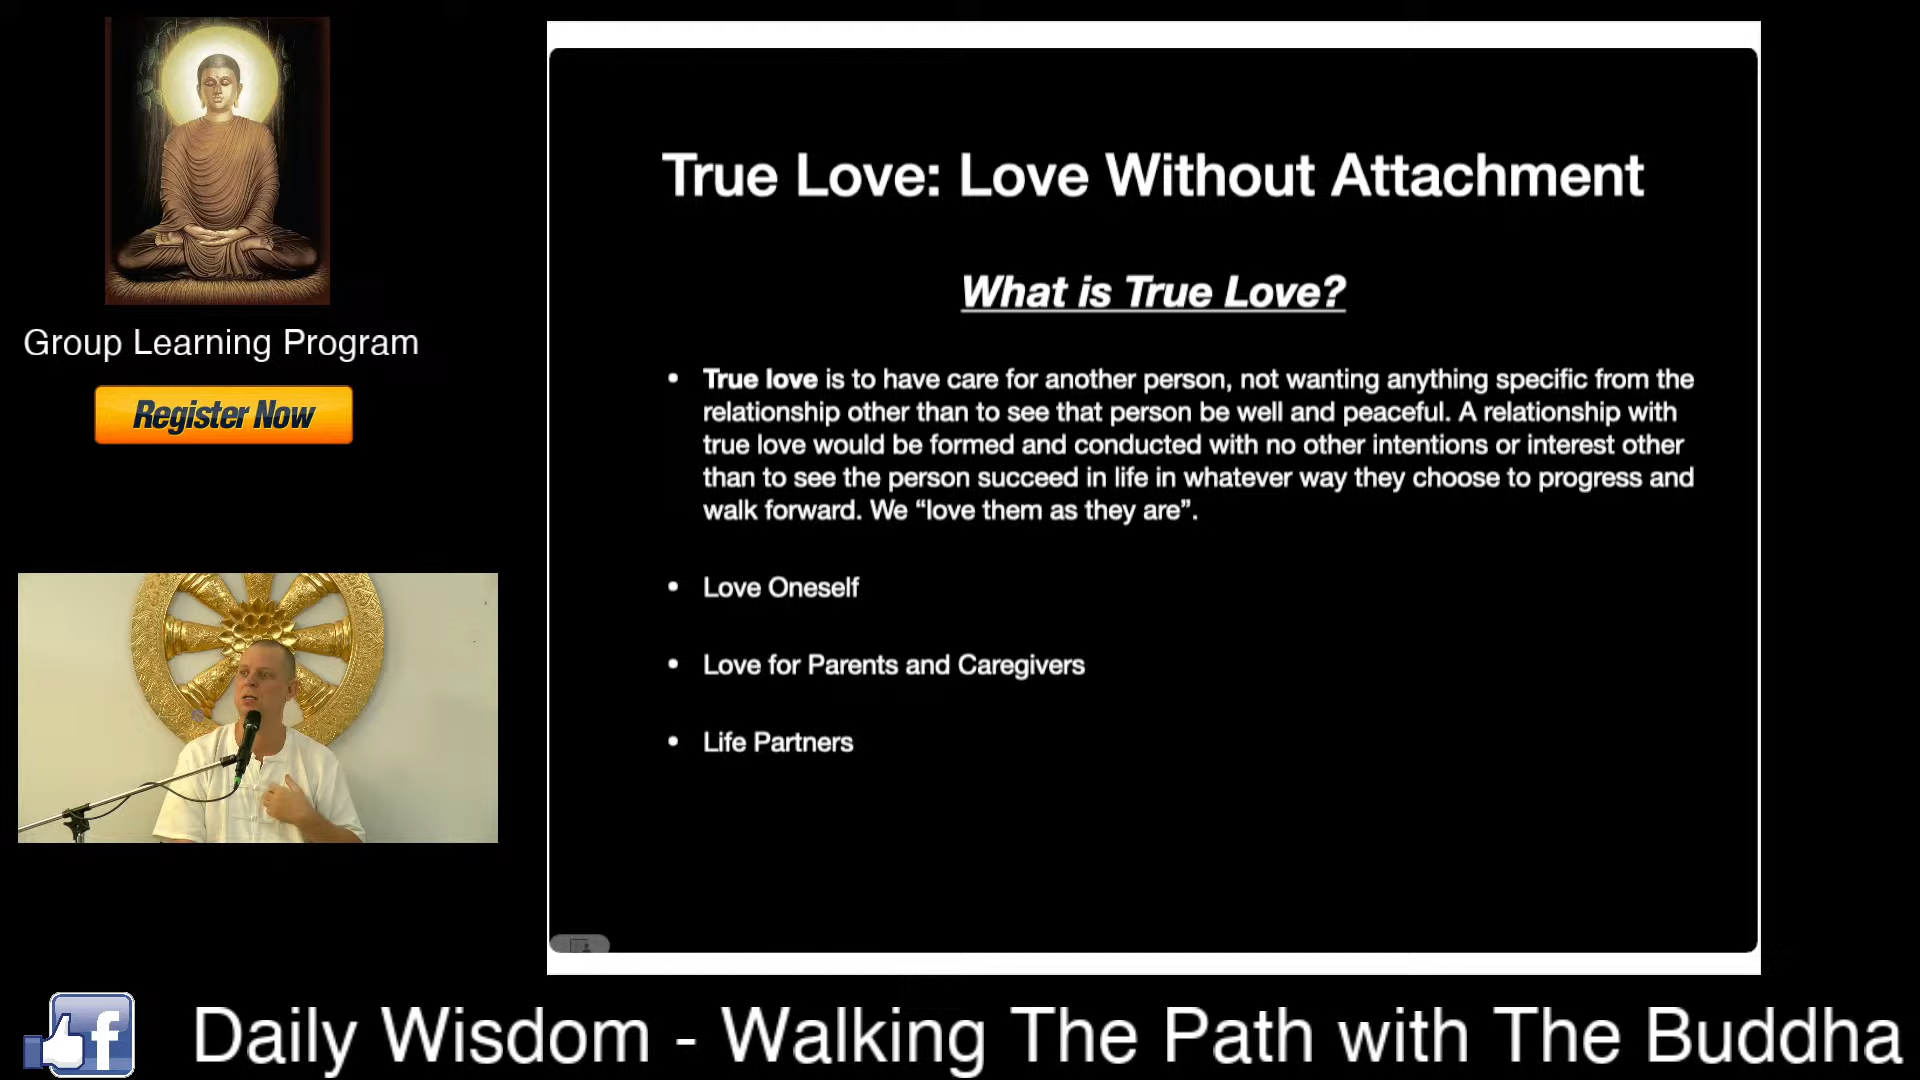 Group Learning Program
Register Now
True Love: Love Without Attachment
What is True Love?
• True love is to have care for another person, not wanting anything specific from the
relationship other than to see that person be well and peaceful. A relationship with
true love would be formed and conducted with no other intentions or interest other
than to see the person succeed in life in whatever way they choose to progress and
walk forward. We “love them as they are”.
• Love Oneself
• Love for Parents and Caregivers
• Life Partners
f
Daily Wisdom - Walking The Path with The Buddha